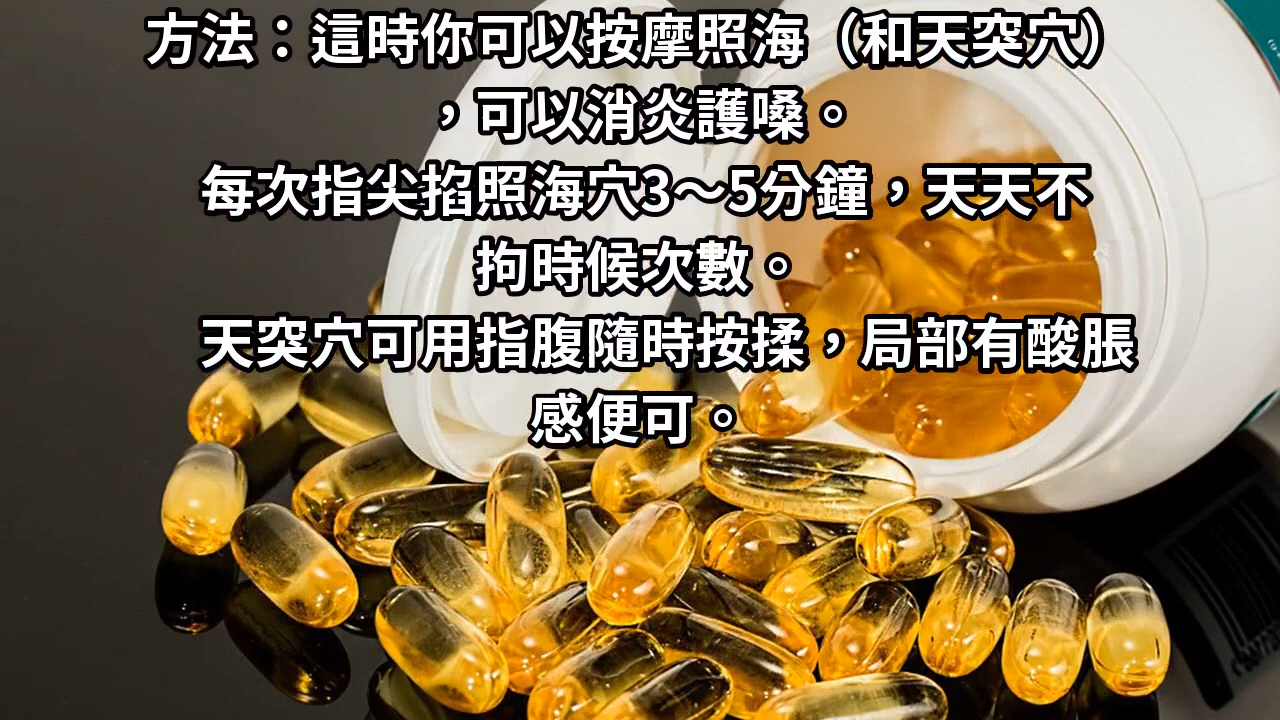 方法：這時你可以按摩照海（和天突穴）
，可以消炎護嗓。
每次指尖掐照海穴3～5分鐘，天天不
拘時候次數。
天突穴可用指腹隨時按揉，局部有酸脹
感便可。